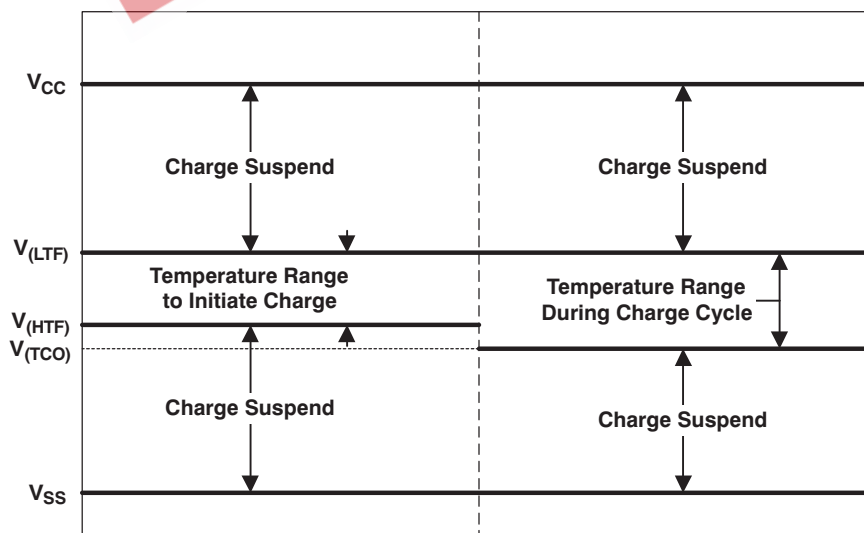 V_CC
Charge Suspend
Charge Suspend
V_(LTF)
Temperature Range
to Initiate Charge
Temperature Range
During Charge Cycle
V_(HTF)
V_(TCO)
Charge Suspend
Charge Suspend
V_SS